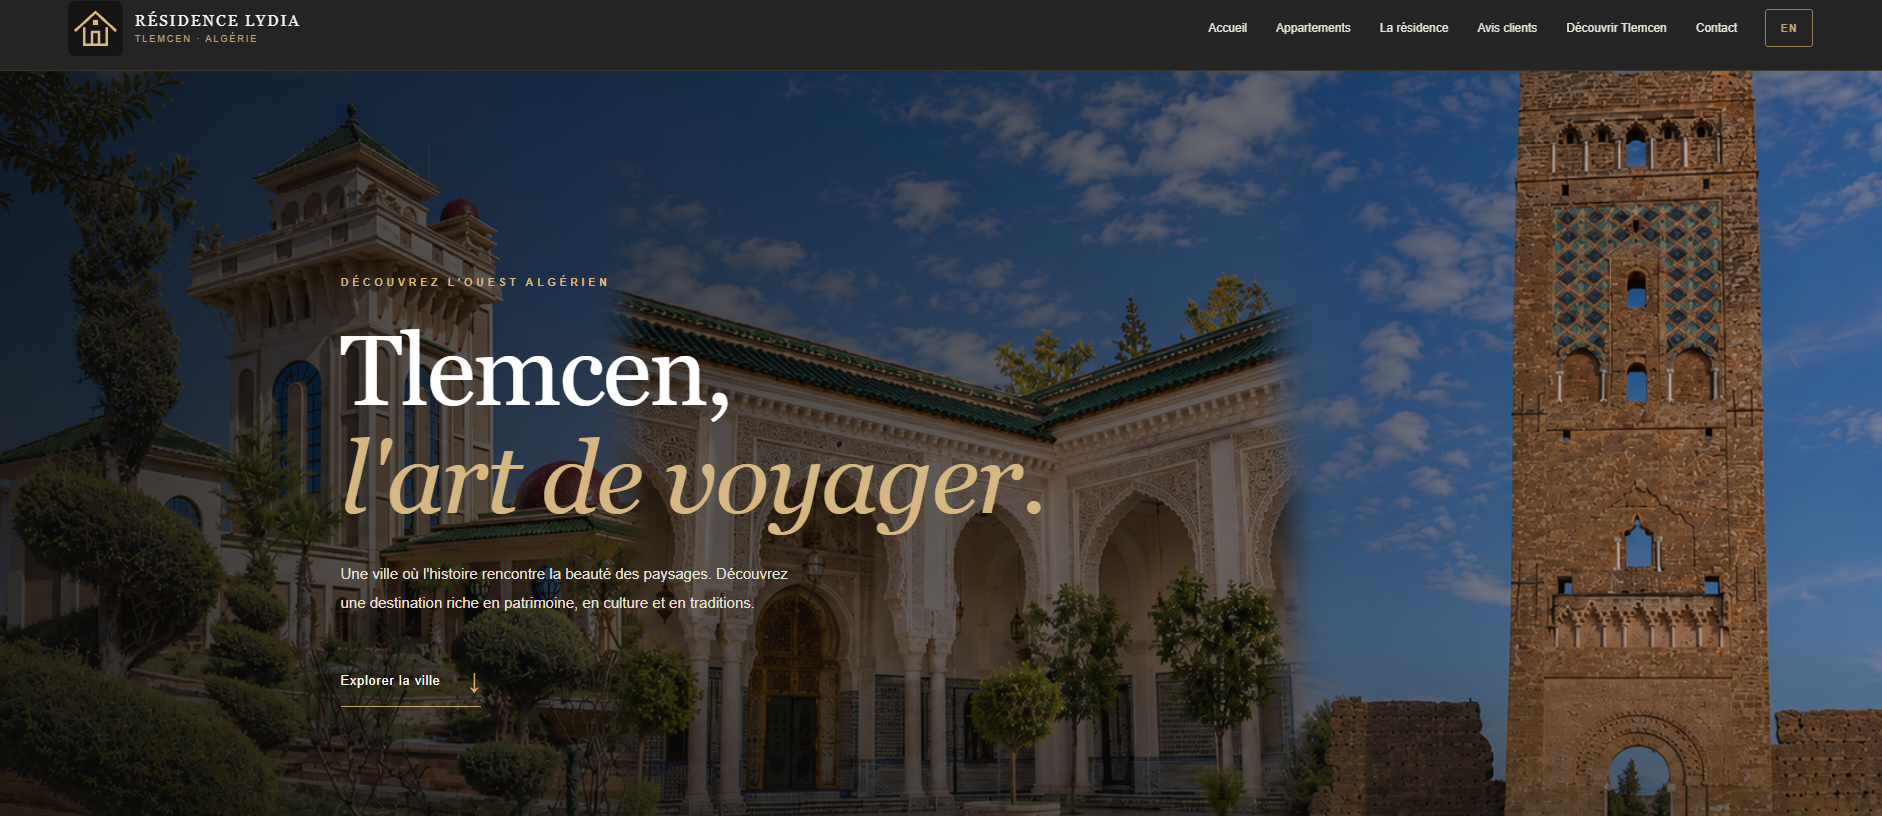 RÉSIDENCE LYDIA
TLEMCEN · ALGÉRIE
Accueil
Appartements
La résidence
Avis clients
Découvrir Tlemcen
Contact
EN
DÉCOUVREZ L'OUEST ALGÉRIEN
Tlemcen,
l'art de voyager.
Une ville où l'histoire rencontre la beauté des paysages. Découvrez
une destination riche en patrimoine, en culture et en traditions.
Explorer la ville ↓